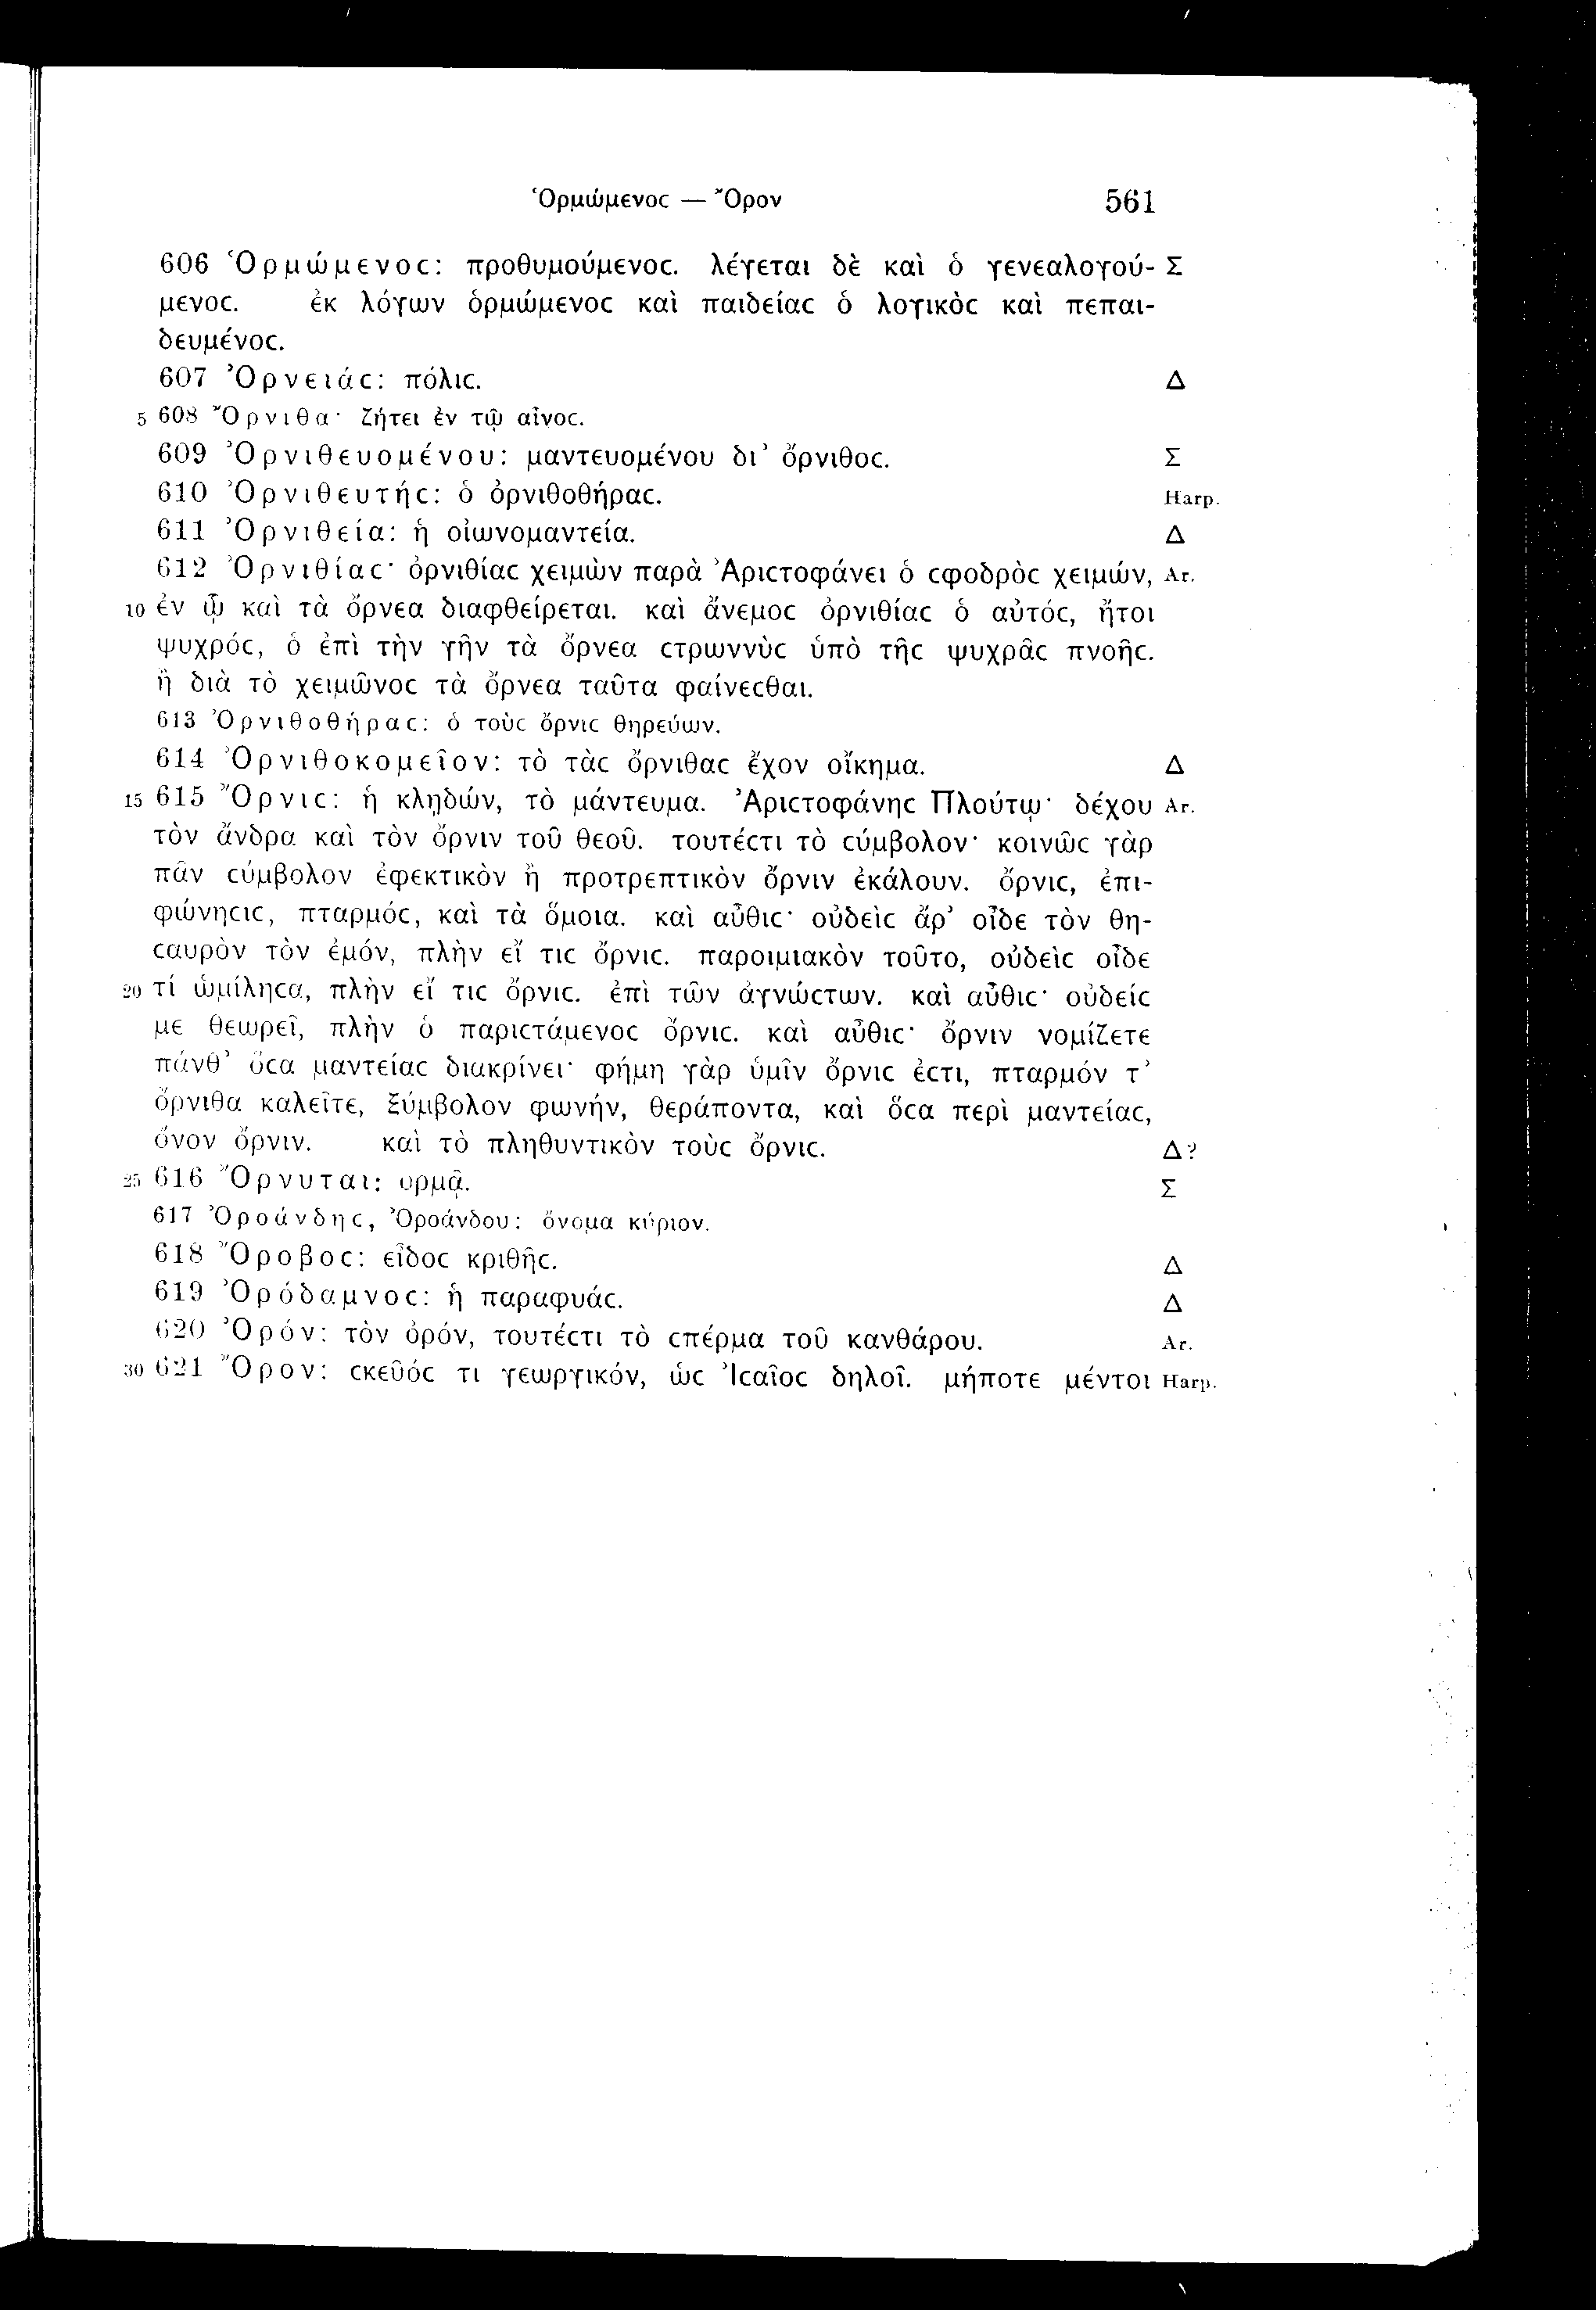 Ὁρμώμενοϲ — Ὄρον 561
606 Ὁρμώμενοϲ: προθυμούμενοϲ. λέγεται δὲ καὶ ὁ γενεαλογού- Σ
μενοϲ. ἐκ λόγων ὁρμώμενοϲ καὶ παιδείαϲ ὁ λογικὸϲ καὶ πεπαι-
δευμένοϲ.
607 Ὀρνειάϲ: πόλιϲ. Δ
5 608 Ὄρνιθα· ζήτει ἐν τῷ αἶνοϲ.
609 Ὀρνιθευομένου: μαντευομένου δι’ ὄρνιθοϲ. Σ
610 Ὀρνιθευτήϲ: ὁ ὀρνιθοθήραϲ. Harp.
611 Ὀρνιθεία: ἡ οἰωνομαντεία. Δ
612 Ὀρνιθίαϲ· ὀρνιθίαϲ χειμὼν παρὰ Ἀριϲτοφάνει ὁ ϲφοδρὸϲ χειμών, Ar.
10 ἐν ᾧ καὶ τὰ ὄρνεα διαφθείρεται. καὶ ἄνεμοϲ ὀρνιθίαϲ ὁ αὐτόϲ, ἤτοι
ψυχρόϲ, ὁ ἐπὶ τὴν γῆν τὰ ὄρνεα ϲτρωννὺϲ ὑπὸ τῆϲ ψυχρᾶϲ πνοῆϲ.
ἢ διὰ τὸ χειμῶνοϲ τὰ ὄρνεα ταῦτα φαίνεϲθαι.
613 Ὀρνιθοθήραϲ: ὁ τοὺϲ ὄρνιϲ θηρεύων.
614 Ὀρνιθοκομεῖον: τὸ τὰϲ ὄρνιθαϲ ἔχον οἴκημα. Δ
15 615 Ὄρνιϲ: ἡ κληδών, τὸ μάντευμα. Ἀριϲτοφάνηϲ Πλούτῳ· δέχου Ar.
τὸν ἄνδρα καὶ τὸν ὄρνιν τοῦ θεοῦ. τουτέϲτι τὸ ϲύμβολον· κοινῶϲ γὰρ
πᾶν ϲύμβολον ἐφεκτικὸν ἢ προτρεπτικὸν ὄρνιν ἐκάλουν. ὄρνιϲ, ἐπι-
φώνηϲιϲ, πταρμόϲ, καὶ τὰ ὅμοια. καὶ αὖθιϲ· οὐδεὶϲ ἄρ’ οἶδε τὸν θη-
ϲαυρὸν τὸν ἐμόν, πλὴν εἴ τιϲ ὄρνιϲ. παροιμιακὸν τοῦτο, οὐδεὶϲ οἶδε
20 τί ὡμίληϲα, πλὴν εἴ τιϲ ὄρνιϲ. ἐπὶ τῶν ἀγνώϲτων. καὶ αὖθιϲ· οὐδείϲ
με θεωρεῖ, πλὴν ὁ παριϲτάμενοϲ ὄρνιϲ. καὶ αὖθιϲ· ὄρνιν νομίζετε
πάνθ’ ὅϲα μαντείαϲ διακρίνει· φήμη γὰρ ὑμῖν ὄρνιϲ ἐϲτι, πταρμόν τ’
ὄρνιθα καλεῖτε, ξύμβολον φωνήν, θεράποντα, καὶ ὅϲα περὶ μαντείαϲ,
ὄνον ὄρνιν. καὶ τὸ πληθυντικὸν τοὺϲ ὄρνιϲ. Δ?
25 616 Ὄρνυται: ὁρμᾷ. Σ
617 Ὀροάνδηϲ, Ὀροάνδου: ὄνομα κύριον.
618 Ὄροβοϲ: εἶδοϲ κριθῆϲ. Δ
619 Ὀρόδαμνοϲ: ἡ παραφυάϲ. Δ
620 Ὀρόν: τὸν ὀρόν, τουτέϲτι τὸ ϲπέρμα τοῦ κανθάρου. Ar.
30 621 Ὄρον: ϲκεῦόϲ τι γεωργικόν, ὡϲ Ἰϲαῖοϲ δηλοῖ. μήποτε μέντοι Harp.